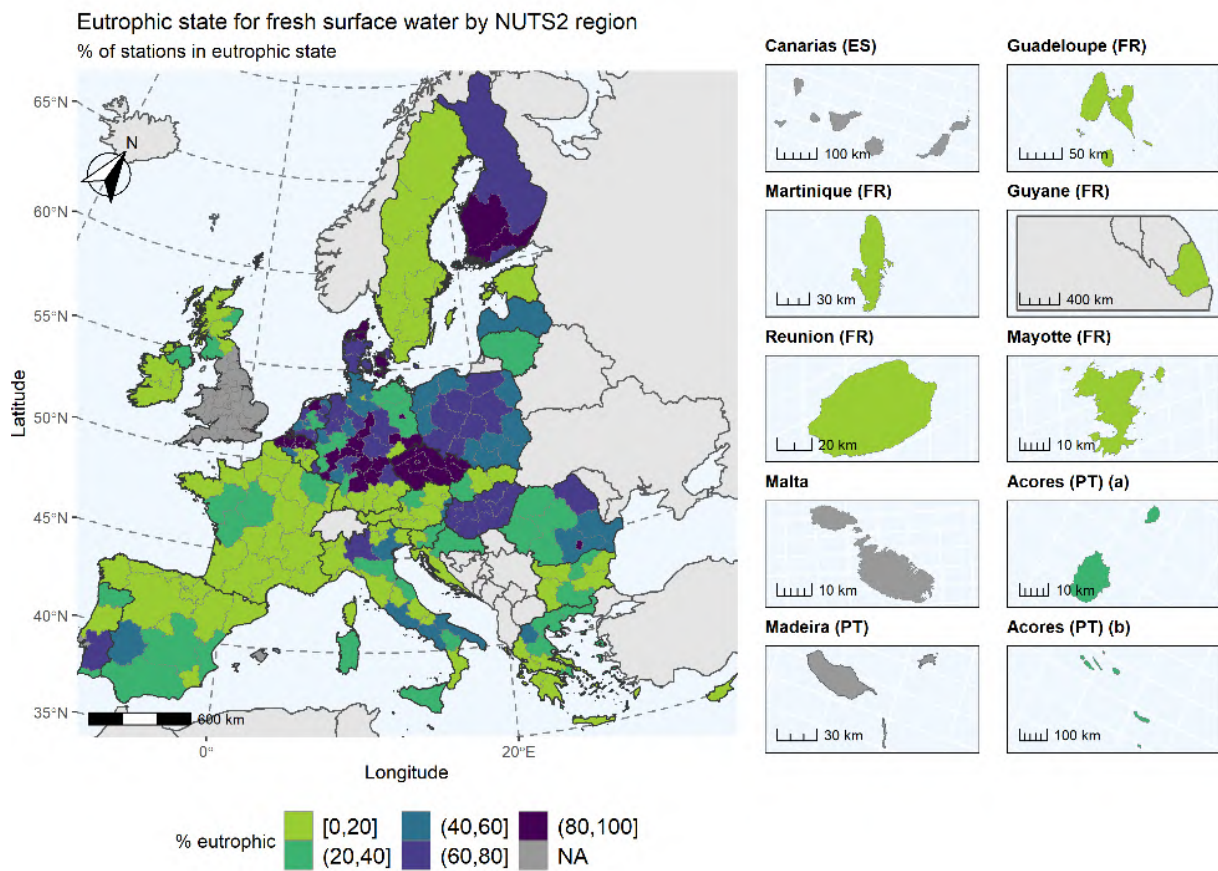 Eutrophic state for fresh surface water by NUTS2 region
% of stations in eutrophic state
65°N
60°N
55°N
50°N
45°N
40°N
35°N
Latitude
N
600 km
0°
20°E
Longitude
Canarias (ES)
100 km
Guadeloupe (FR)
50 km
Martinique (FR)
30 km
Guyane (FR)
400 km
Reunion (FR)
20 km
Mayotte (FR)
10 km
Malta
10 km
Acores (PT) (a)
10 km
Madeira (PT)
30 km
Acores (PT) (b)
100 km
% eutrophic
[0,20]
(20,40]
(40,60]
(60,80]
(80,100]
NA